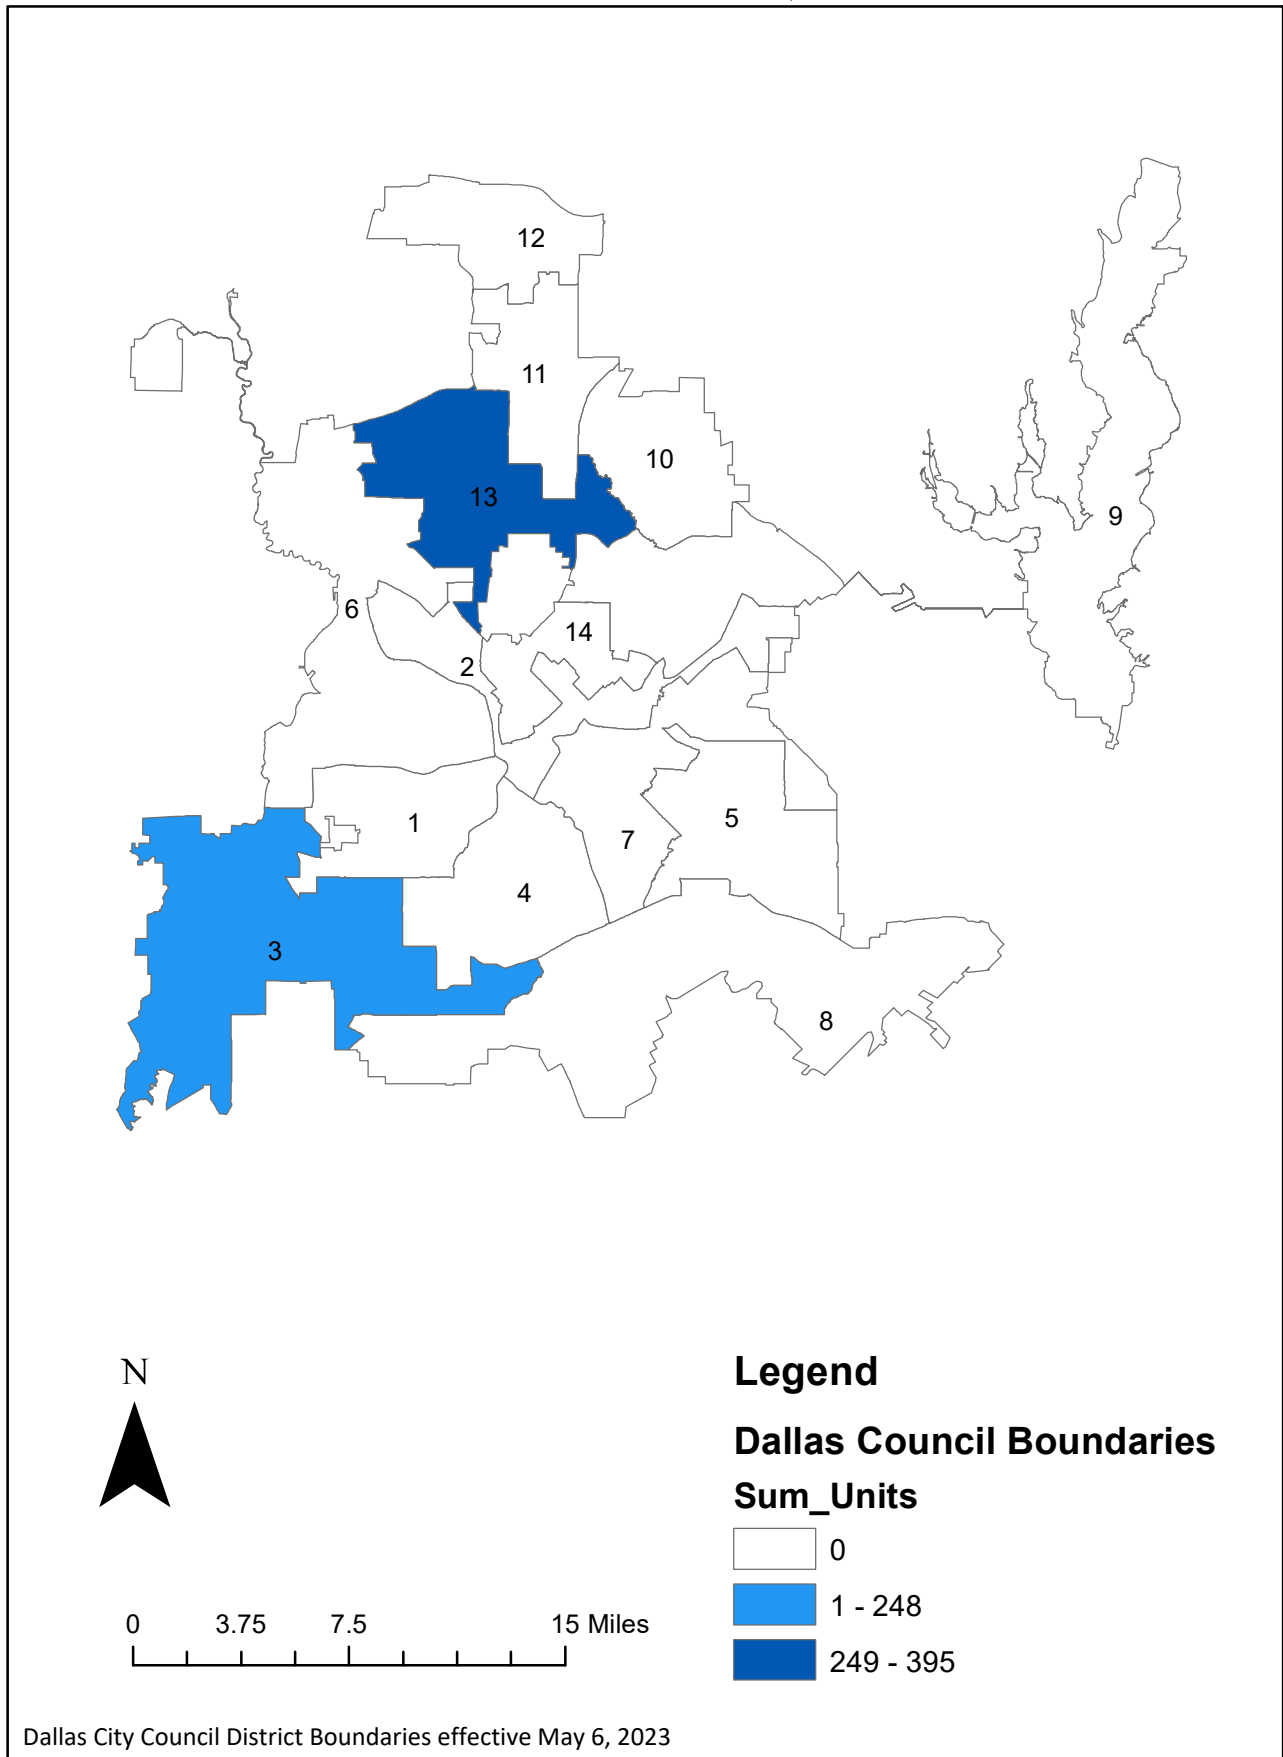 12
11
10
13
9
6
14
2
1
5
7
4
3
8
N
Legend
Dallas Council Boundaries
Sum_Units
0
1 - 248
249 - 395
0 3.75 7.5 15 Miles
Dallas City Council District Boundaries effective May 6, 2023